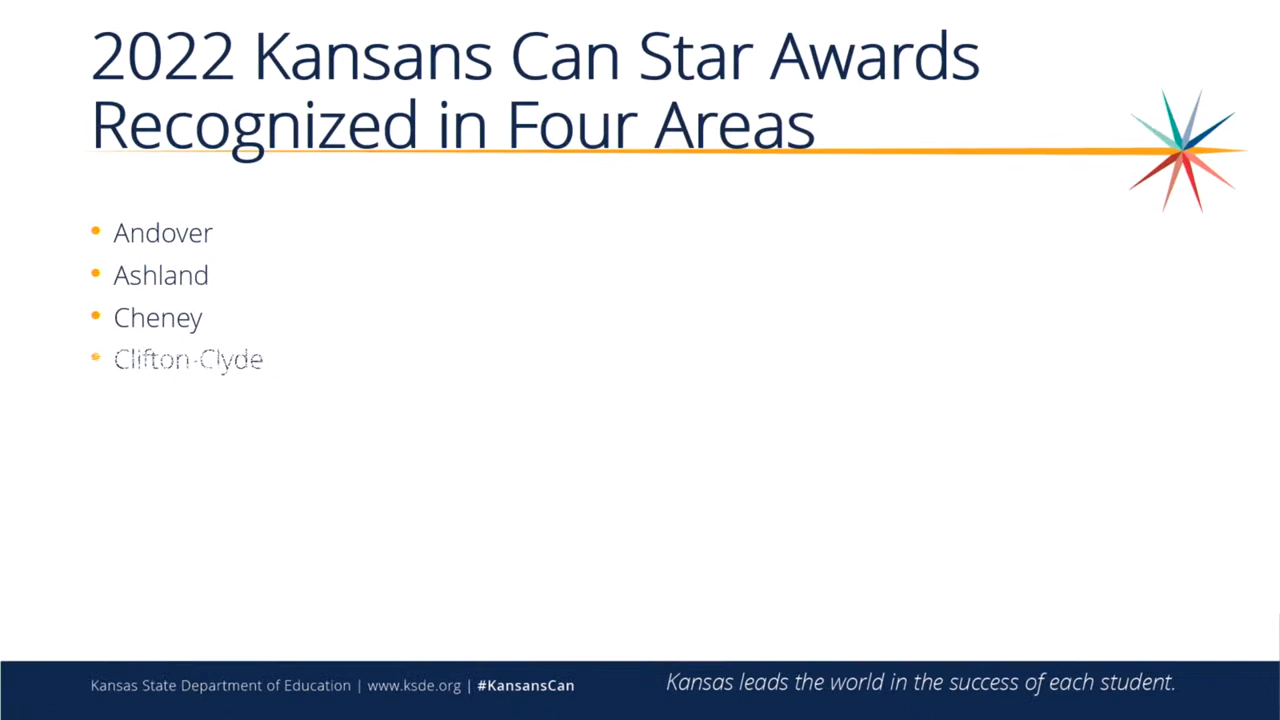 2022 Kansans Can Star Awards
Recognized in Four Areas
• Andover
• Ashland
• Cheney
• Clifton-Clyde
Kansas State Department of Education | www.ksde.org | #KansansCan
Kansas leads the world in the success of each student.